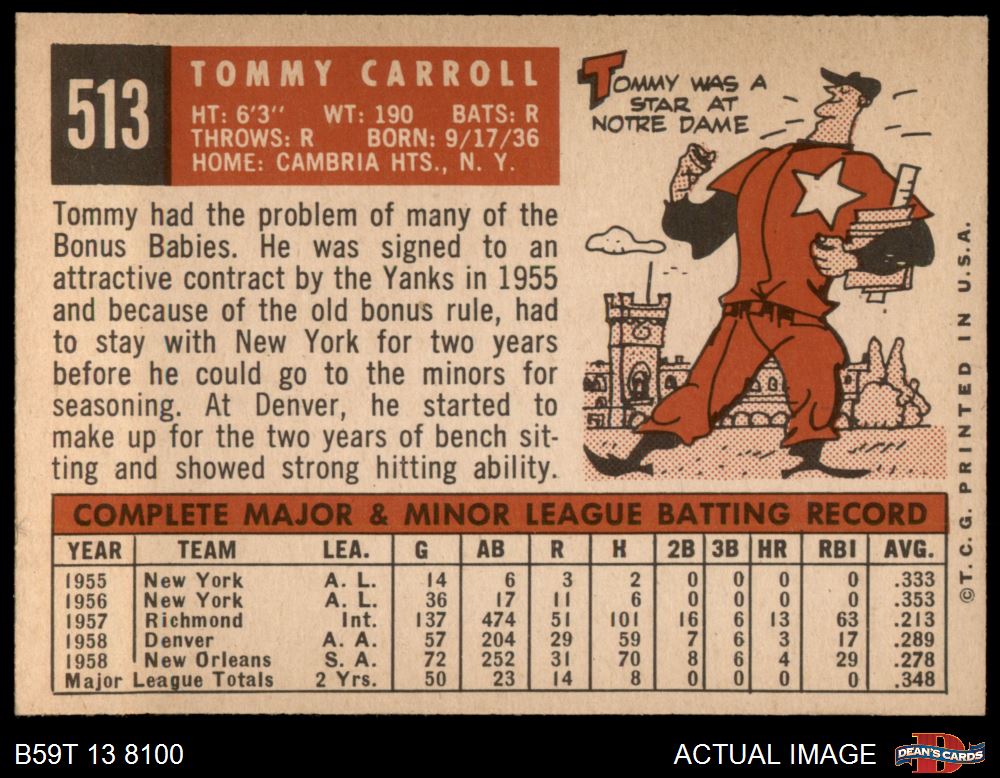 513
TOMMY CARROLL
HT: 6'3" WT: 190 BATS: R
THROWS: R BORN: 9/17/36
HOME: CAMBRIA HTS., N. Y.
TOMMY WAS A
STAR AT
NOTRE DAME
Tommy had the problem of many of the
Bonus Babies. He was signed to an
attractive contract by the Yanks in 1955
and because of the old bonus rule, had
to stay with New York for two years
before he could go to the minors for
seasoning. At Denver, he started to
make up for the two years of bench sit-
ting and showed strong hitting ability.
COMPLETE MAJOR & MINOR LEAGUE BATTING RECORD
YEAR TEAM LEA. G AB R H 2B 3B HR RBI AVG.
1955 New York A. L. 14 6 3 2 0 0 0 0 .333
1956 New York A. L. 36 17 11 6 0 0 0 0 .353
1957 Richmond Int. 137 474 51 101 16 6 13 63 .213
1958 Denver A. A. 57 204 29 59 7 6 3 17 .289
1958 New Orleans S. A. 72 252 31 70 8 6 4 29 .278
Major League Totals 2 Yrs. 50 23 14 8 0 0 0 0 .348
©T. C. G. PRINTED IN U.S.A.
B59T 13 8100
ACTUAL IMAGE
DEAN'S CARDS